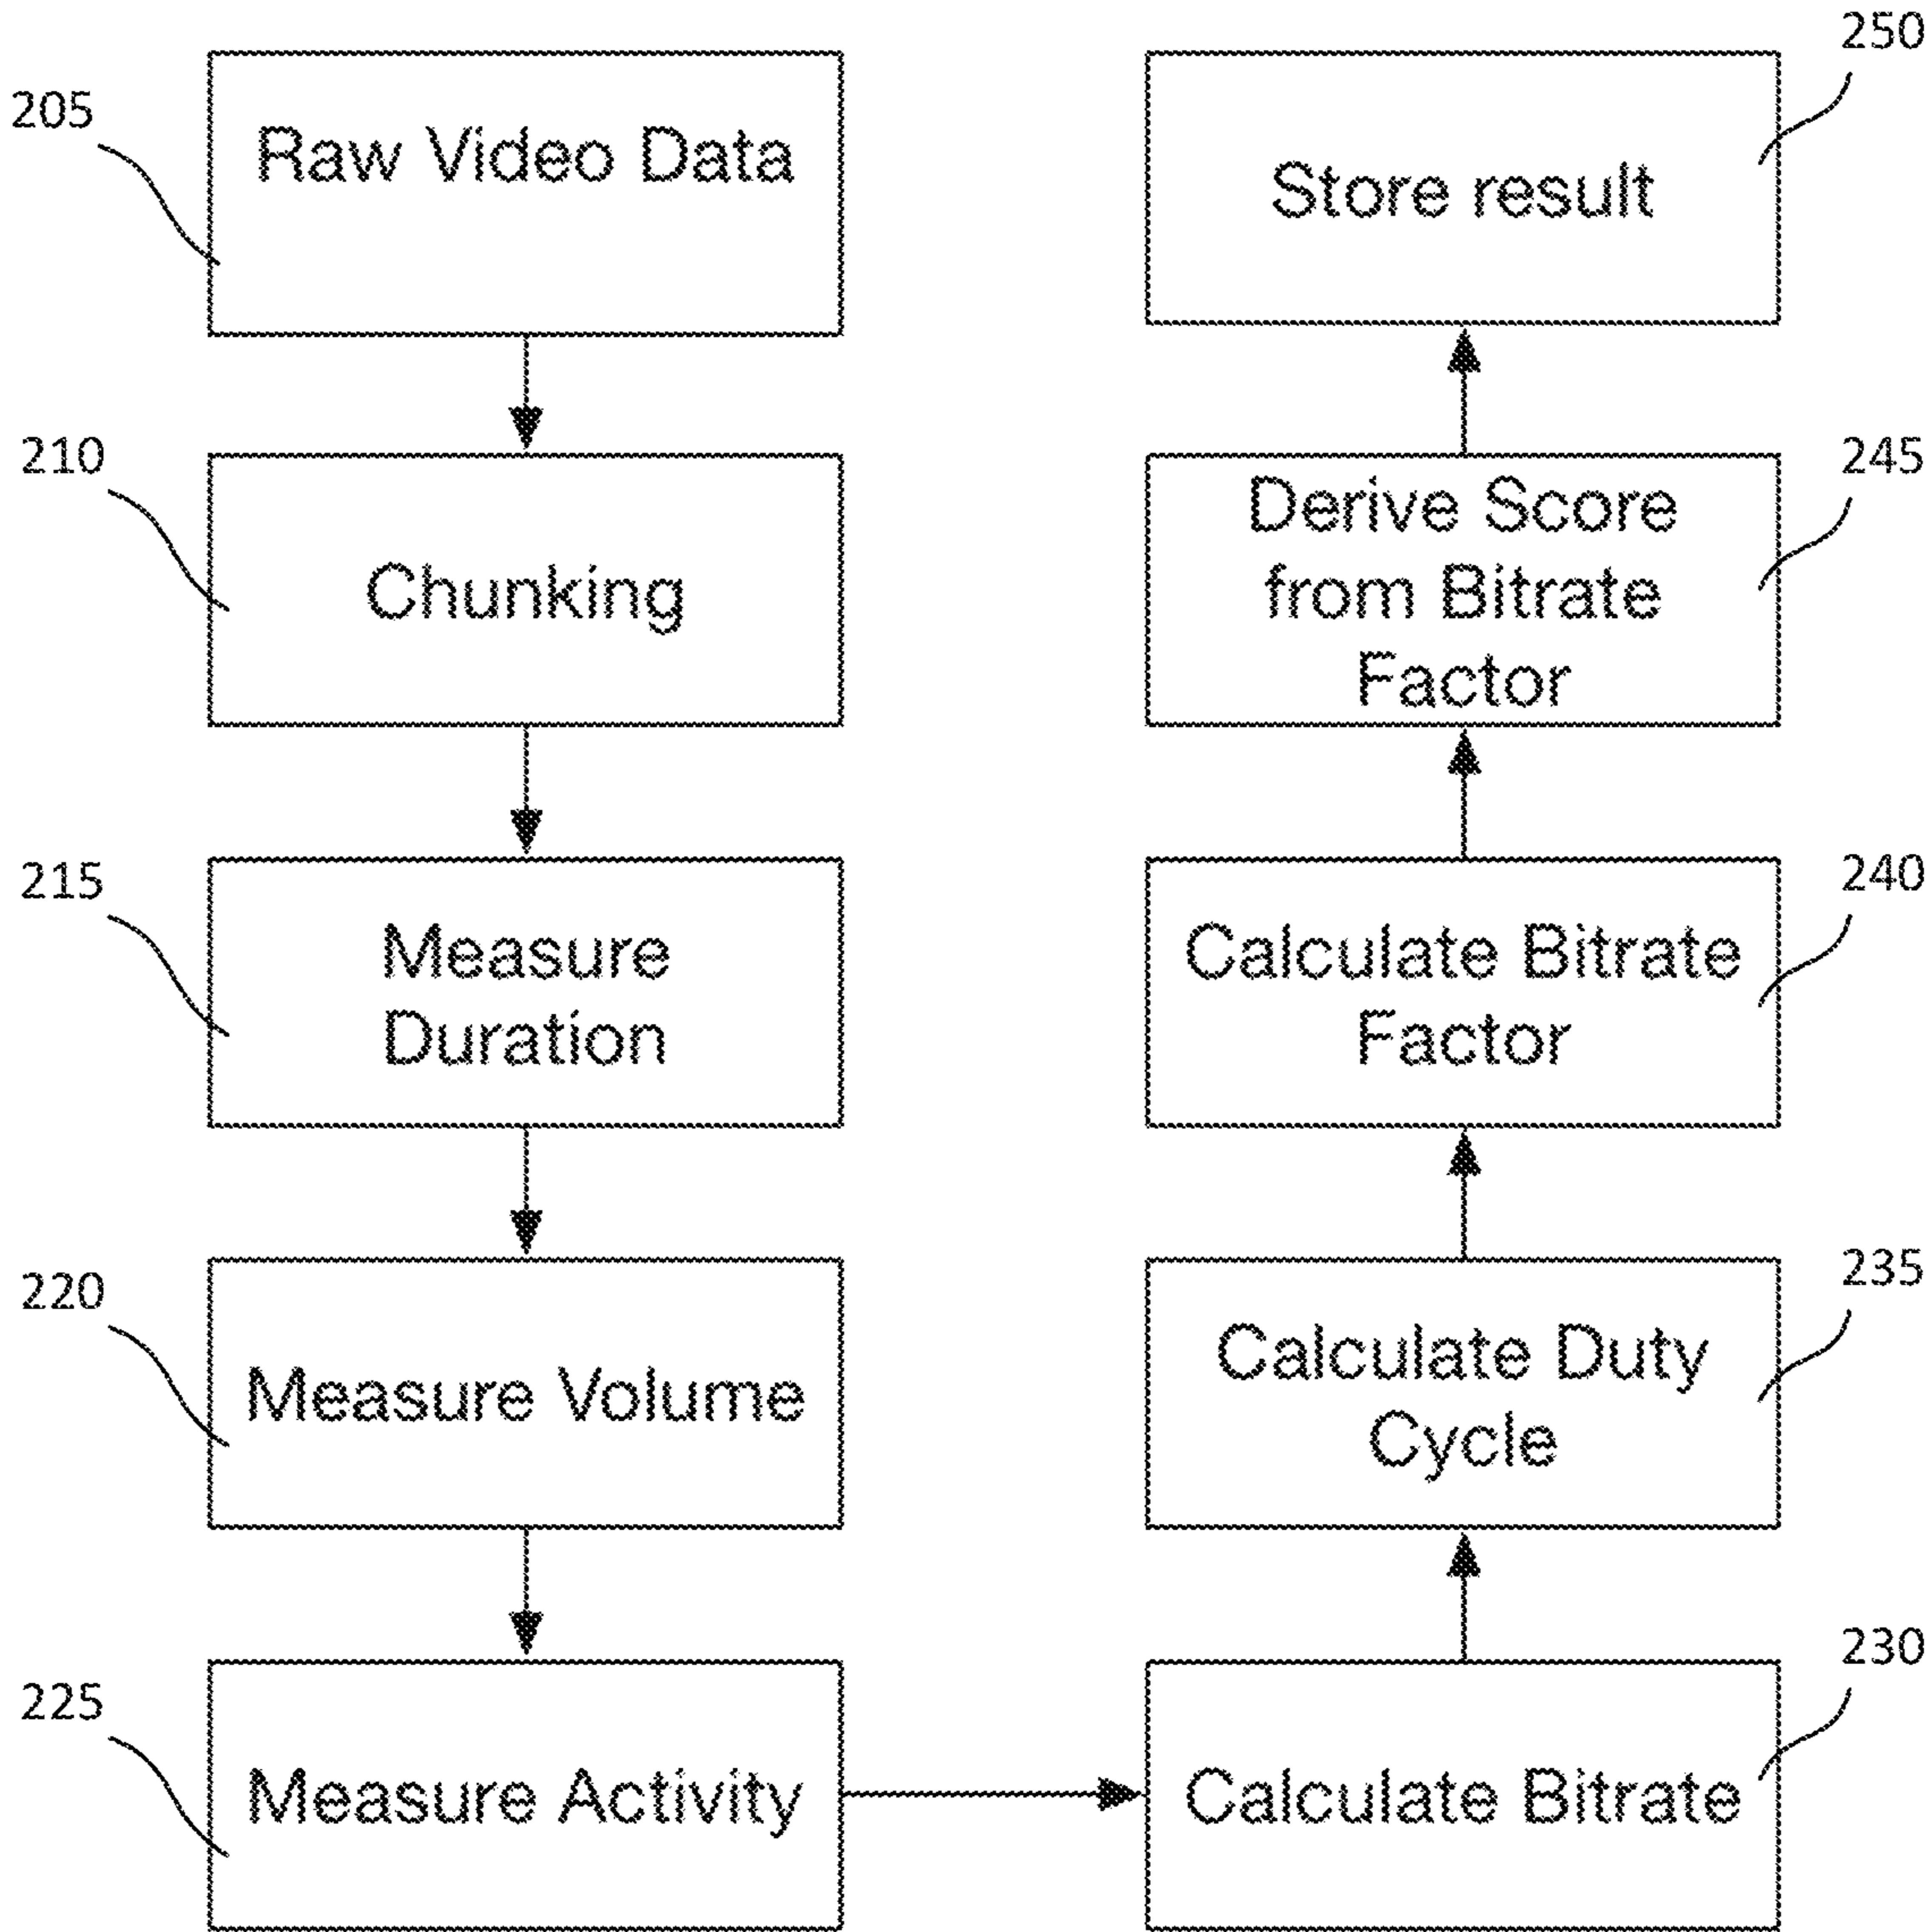 205
Raw Video Data
210
Chunking
215
Measure
Duration
220
Measure Volume
225
Measure Activity
230
Calculate Bitrate
235
Calculate Duty
Cycle
240
Calculate Bitrate
Factor
245
Derive Score
from Bitrate
Factor
250
Store result